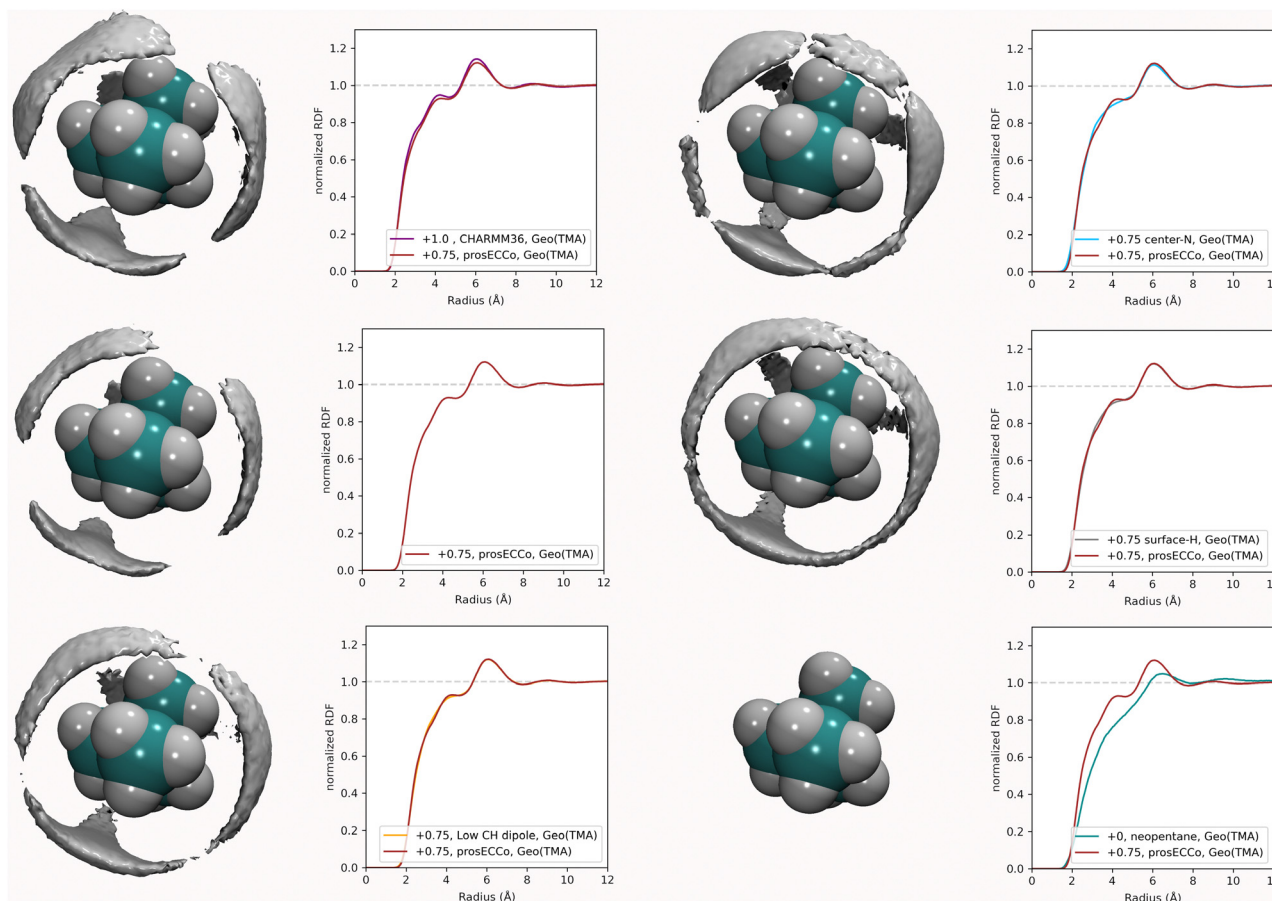 1.2
1.0
0.8
0.6
0.4
0.2
0.0
normalized RDF
+1.0 , CHARMM36, Geo(TMA)
+0.75, prosECCo, Geo(TMA)
0 2 4 6 8 10 12
Radius (Å)
1.2
1.0
0.8
0.6
0.4
0.2
0.0
normalized RDF
+0.75 center-N, Geo(TMA)
+0.75, prosECCo, Geo(TMA)
0 2 4 6 8 10 12
Radius (Å)
1.2
1.0
0.8
0.6
0.4
0.2
0.0
normalized RDF
+0.75, prosECCo, Geo(TMA)
0 2 4 6 8 10 12
Radius (Å)
1.2
1.0
0.8
0.6
0.4
0.2
0.0
normalized RDF
+0.75 surface-H, Geo(TMA)
+0.75, prosECCo, Geo(TMA)
0 2 4 6 8 10 12
Radius (Å)
1.2
1.0
0.8
0.6
0.4
0.2
0.0
normalized RDF
+0.75, Low CH dipole, Geo(TMA)
+0.75, prosECCo, Geo(TMA)
0 2 4 6 8 10 12
Radius (Å)
1.2
1.0
0.8
0.6
0.4
0.2
0.0
normalized RDF
+0, neopentane, Geo(TMA)
+0.75, prosECCo, Geo(TMA)
0 2 4 6 8 10 12
Radius (Å)